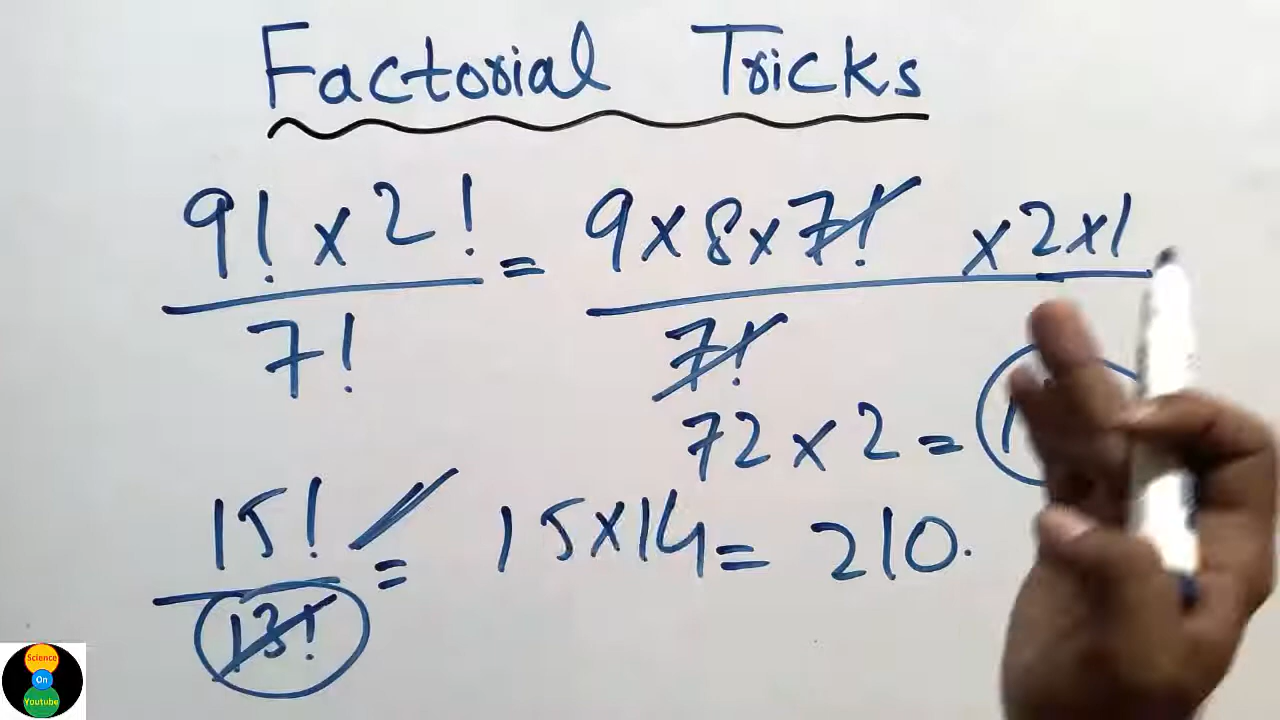 Factorial Tricks
9! x 2! = 9 x 8 x 7! x 2 x 1
7! 7!
72 x 2 =
15! = 15 x 14 = 210.
13!
Science
On
Youtube